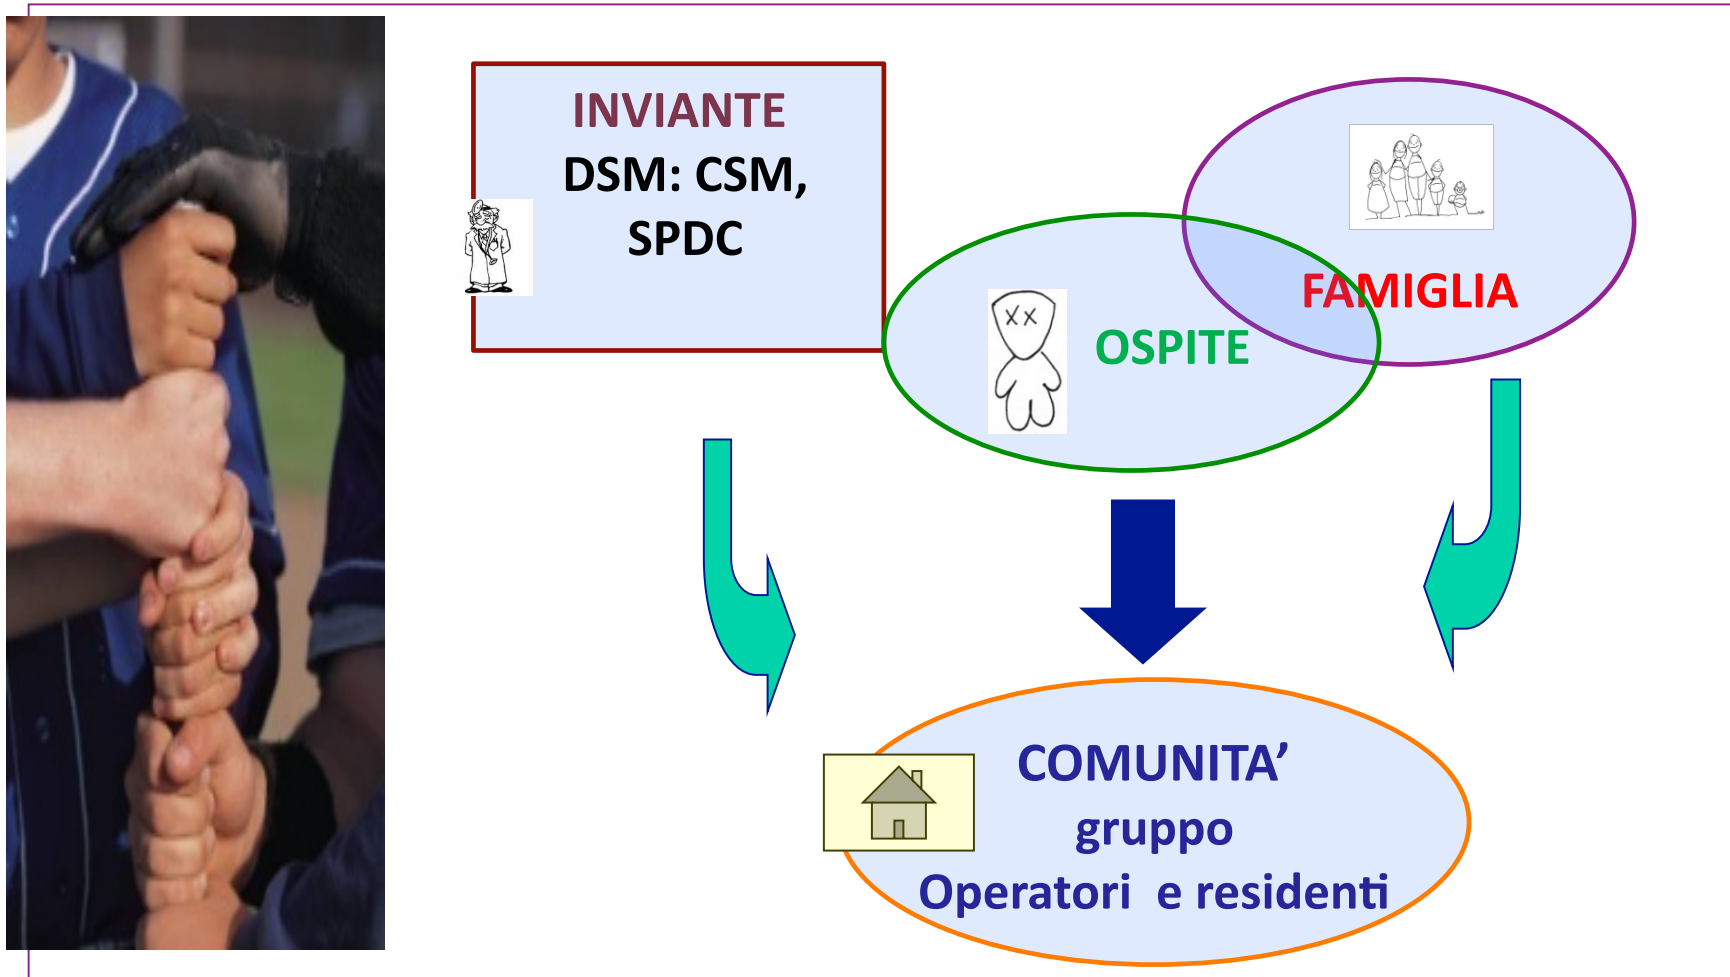 INVIANTE
DSM: CSM,
SPDC
FAMIGLIA
OSPITE
COMUNITA’
gruppo
Operatori  e residenti